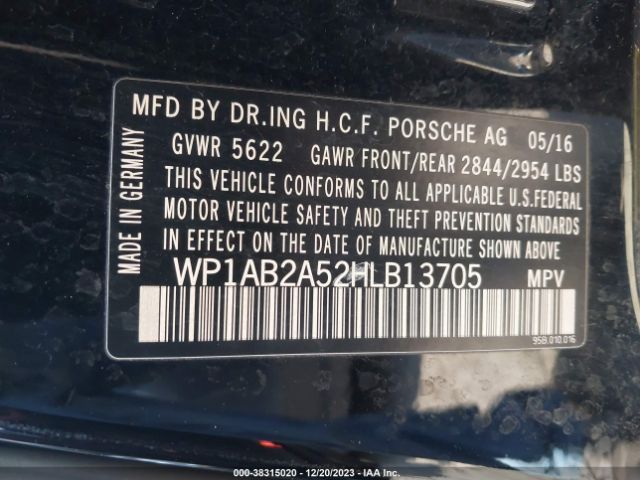 MFD BY DR.ING H.C.F. PORSCHE AG 05/16
GVWR 5622 GAWR FRONT/REAR 2844/2954 LBS
THIS VEHICLE CONFORMS TO ALL APPLICABLE U.S.FEDERAL
MOTOR VEHICLE SAFETY AND THEFT PREVENTION STANDARDS
IN EFFECT ON THE DATE OF MANUFACTURE SHOWN ABOVE.
WP1AB2A52HLB13705 MPV
MADE IN GERMANY
95B.010.016
000-38315020 - 12/20/2023 - IAA Inc.